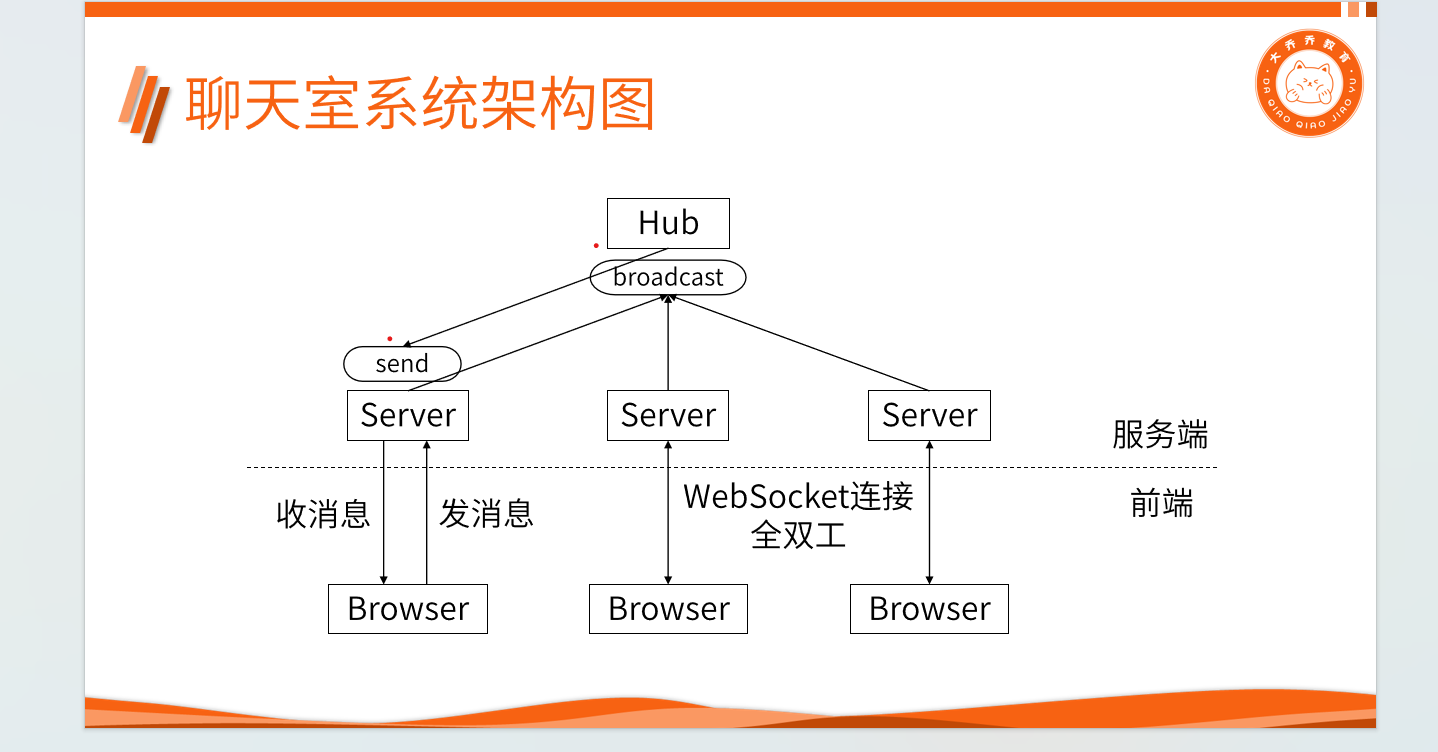 聊天室系统架构图
大乔乔教育
DA QIAO QIAO JIAO YU
Hub
broadcast
send
Server
Server
Server
服务端
收消息
发消息
WebSocket连接
全双工
前端
Browser
Browser
Browser